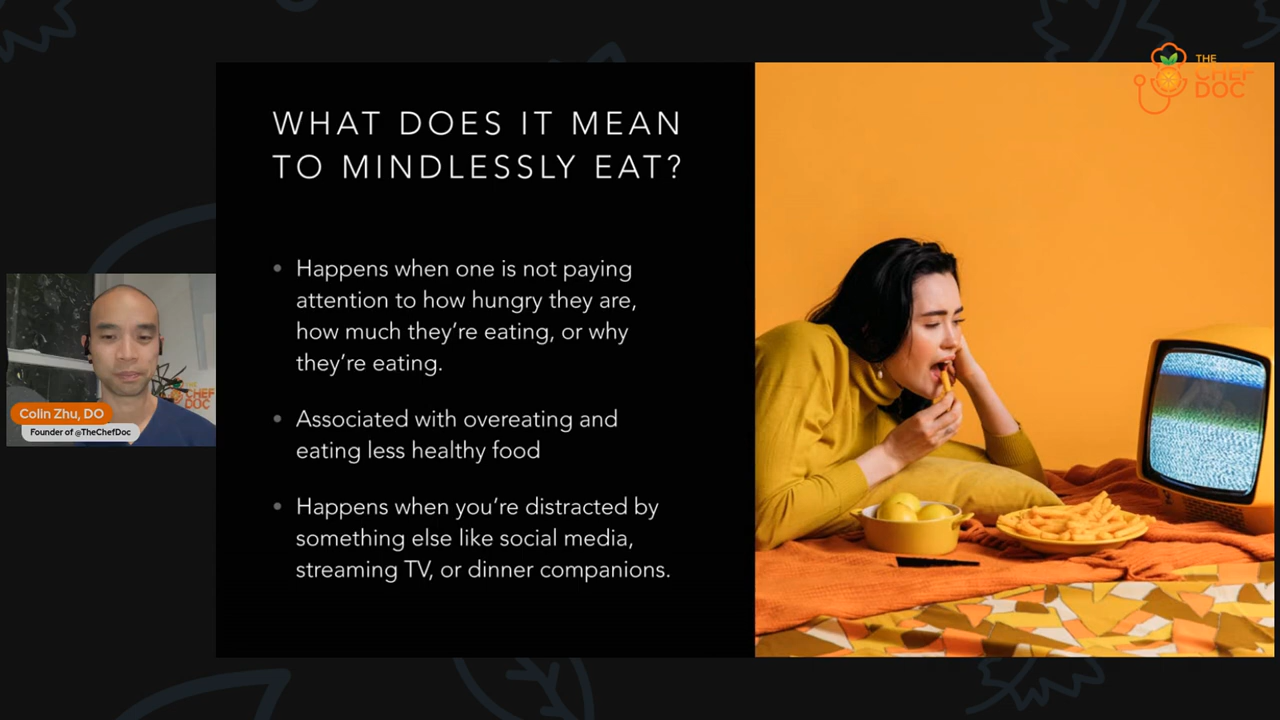 THE
CHEF
DOC
WHAT DOES IT MEAN
TO MINDLESSLY EAT?
• Happens when one is not paying
attention to how hungry they are,
how much they’re eating, or why
they’re eating.
• Associated with overeating and
eating less healthy food
• Happens when you’re distracted by
something else like social media,
streaming TV, or dinner companions.
THE
CHEF
DOC
Colin Zhu, DO
Founder of @TheChefDoc